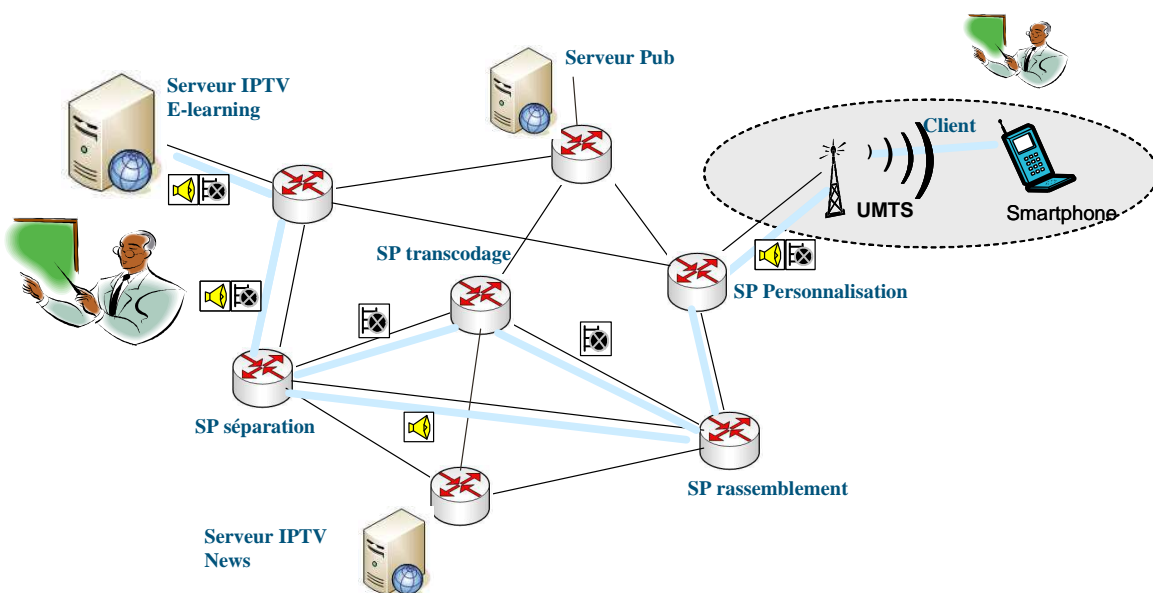 Serveur Pub
Serveur IPTV
E-learning
Client
UMTS
Smartphone
SP transcodage
SP Personnalisation
SP séparation
SP rassemblement
Serveur IPTV
News